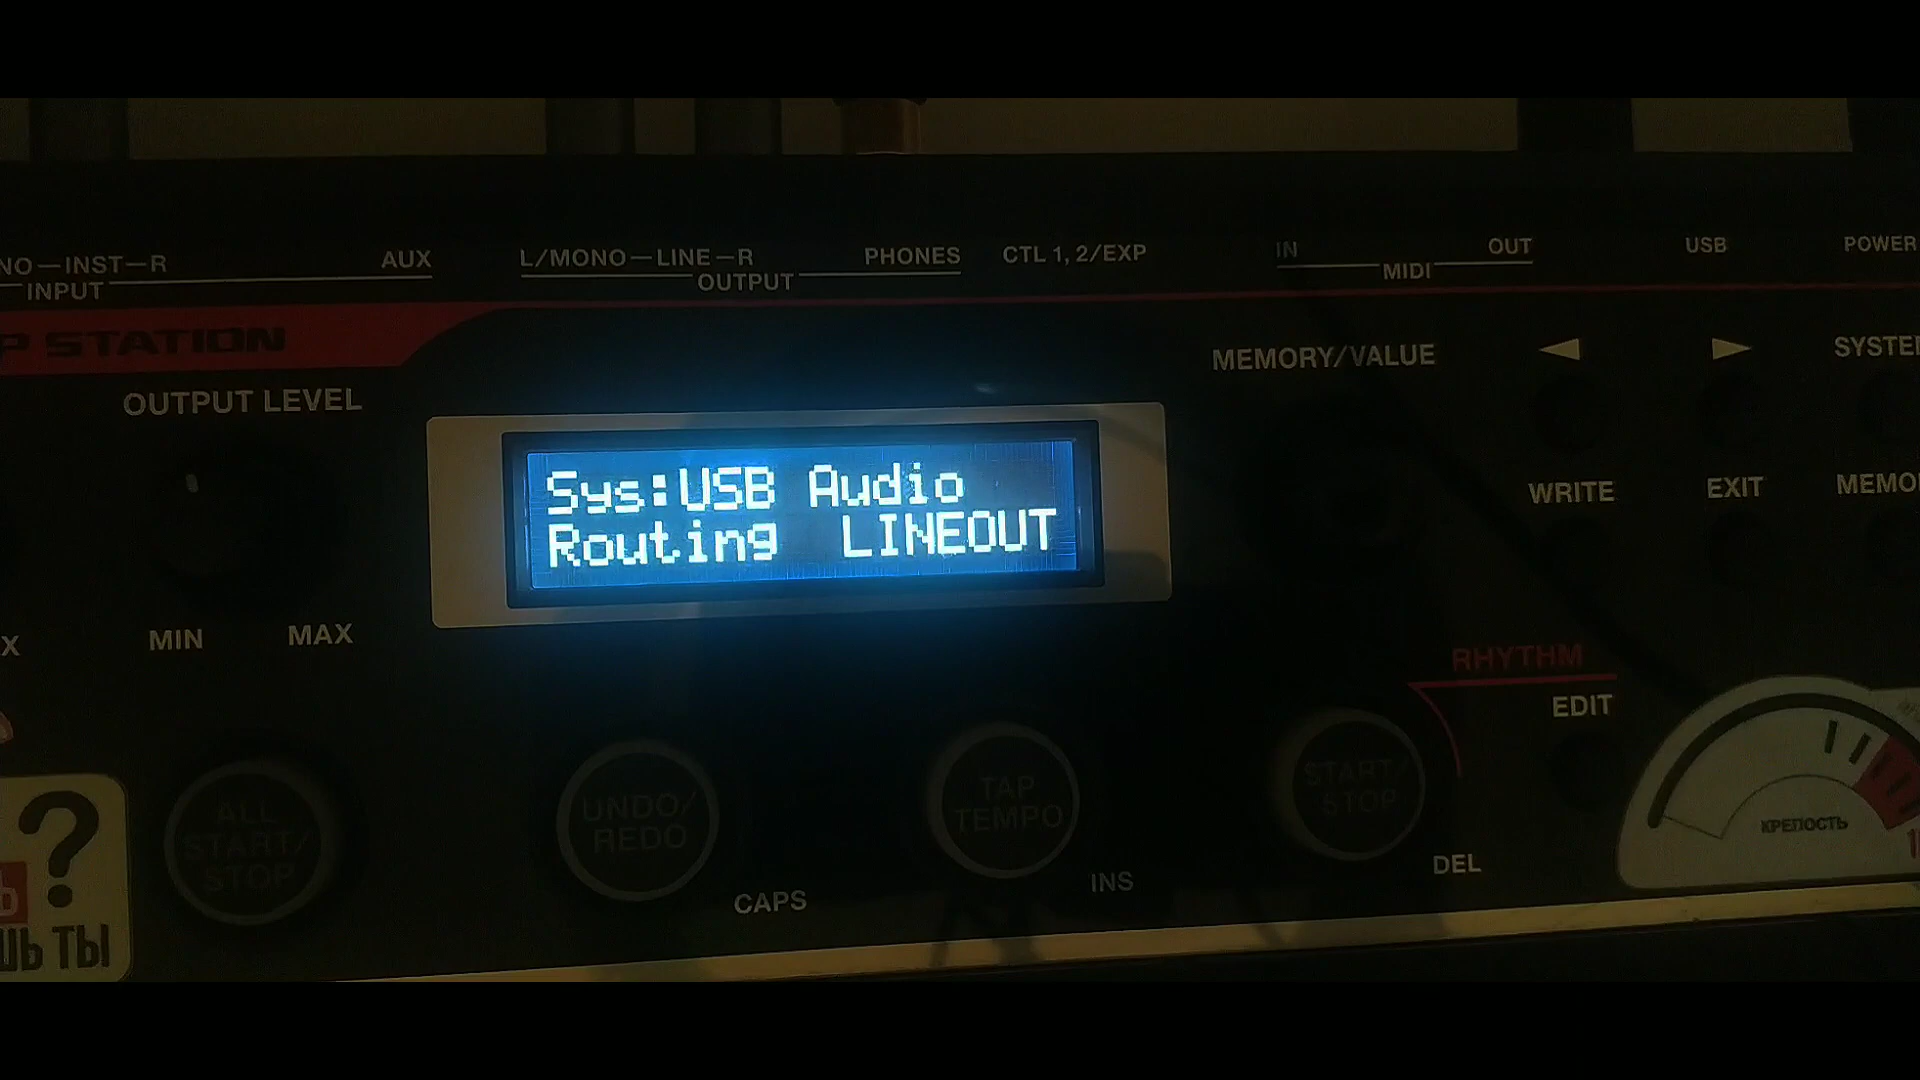 NO—INST—R
AUX
INPUT
L/MONO—LINE—R
PHONES
OUTPUT
CTL 1, 2/EXP
IN
OUT
MIDI
USB
POWER
P STATION
OUTPUT LEVEL
MEMORY/VALUE
SYSTEM
Sys:USB Audio
Routing LINEOUT
WRITE
EXIT
MEMO
MIN
MAX
X
RHYTHM
EDIT
ALL
START/
STOP
UNDO/
REDO
TAP
TEMPO
START/
STOP
КРЕПОСТЬ
CAPS
INS
DEL
?
Ь
ШЬ ТЫ